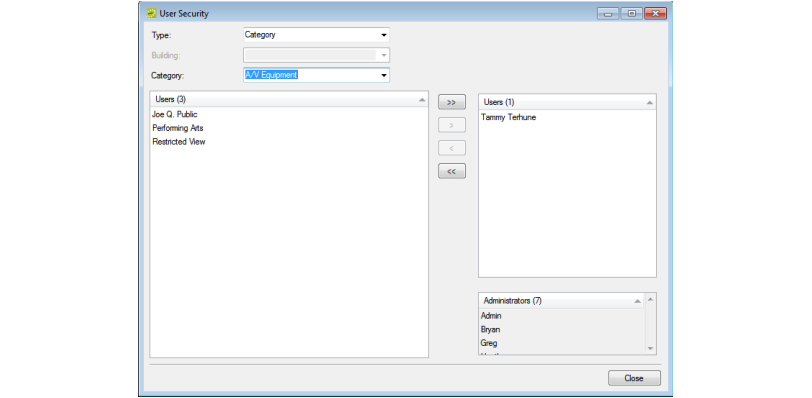 User Security
Type: Category
Building:
Category: A/V Equipment
Users (3)
Joe Q. Public
Performing Arts
Restricted View
>>
>
<
<<
Users (1)
Tammy Terhune
Administrators (7)
Admin
Bryan
Greg
Close